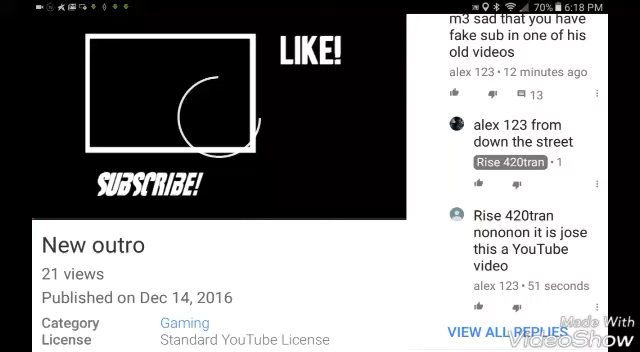 70% 6:18 PM
LIKE!
SUBSCRIBE!
New outro
21 views
Published on Dec 14, 2016
Category Gaming
License Standard YouTube License
m3 sad that you have
fake sub in one of his
old videos
alex 123 • 12 minutes ago
13
alex 123 from
down the street
Rise 420tran • 1
Rise 420tran
nononon it is jose
this a YouTube
video
alex 123 • 51 seconds
VIEW ALL REPLIES
Made With
VideoShow